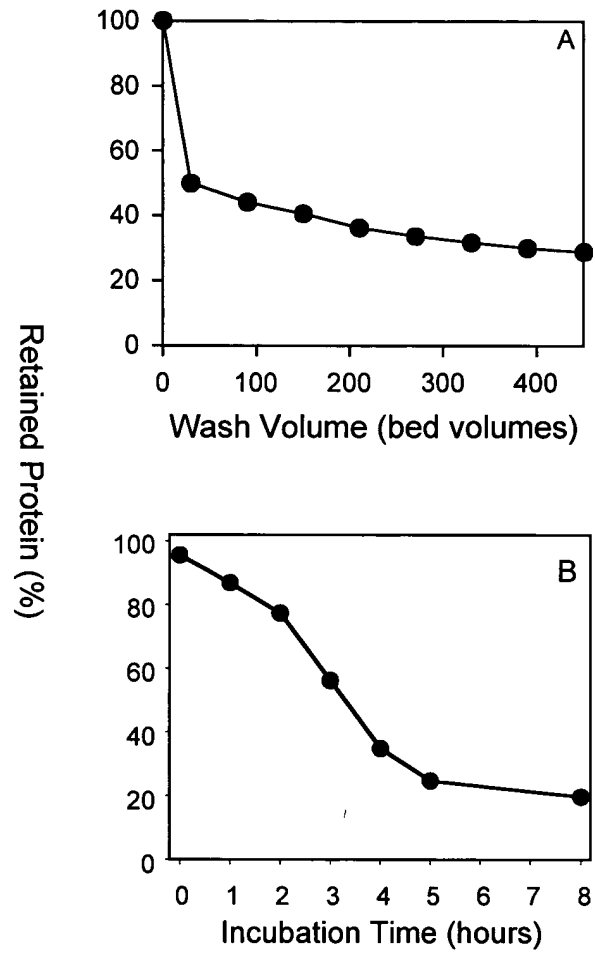 Retained Protein (%)
A
100
80
60
40
20
0
0 100 200 300 400
Wash Volume (bed volumes)
B
100
80
60
40
20
0
0 1 2 3 4 5 6 7 8
Incubation Time (hours)